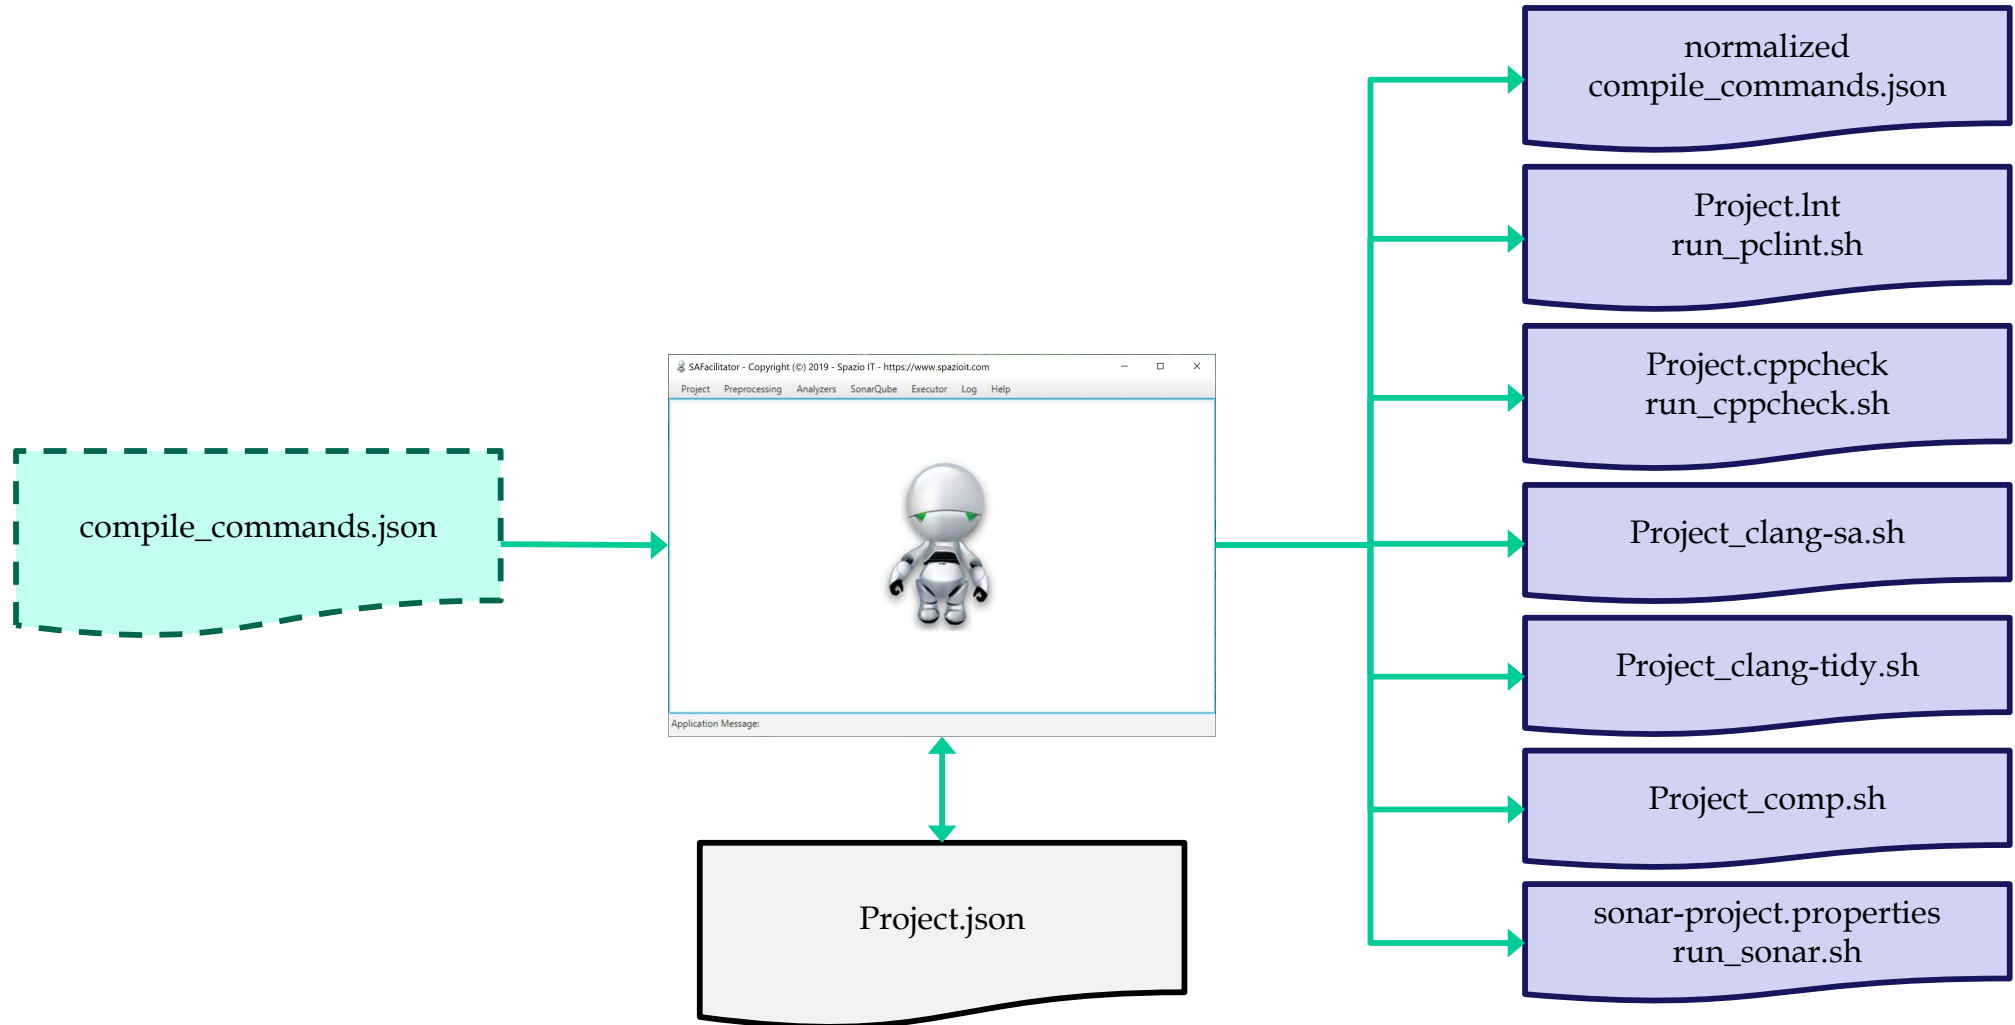 normalized
compile_commands.json
Project.lnt
run_pclint.sh
Project.cppcheck
run_cppcheck.sh
Project_clang-sa.sh
Project_clang-tidy.sh
Project_comp.sh
sonar-project.properties
run_sonar.sh
compile_commands.json
SAFacilitator - Copyright (©) 2019 - Spazio IT - https://www.spazioit.com
Project Preprocessing Analyzers SonarQube Executor Log Help
Application Message:
Project.json